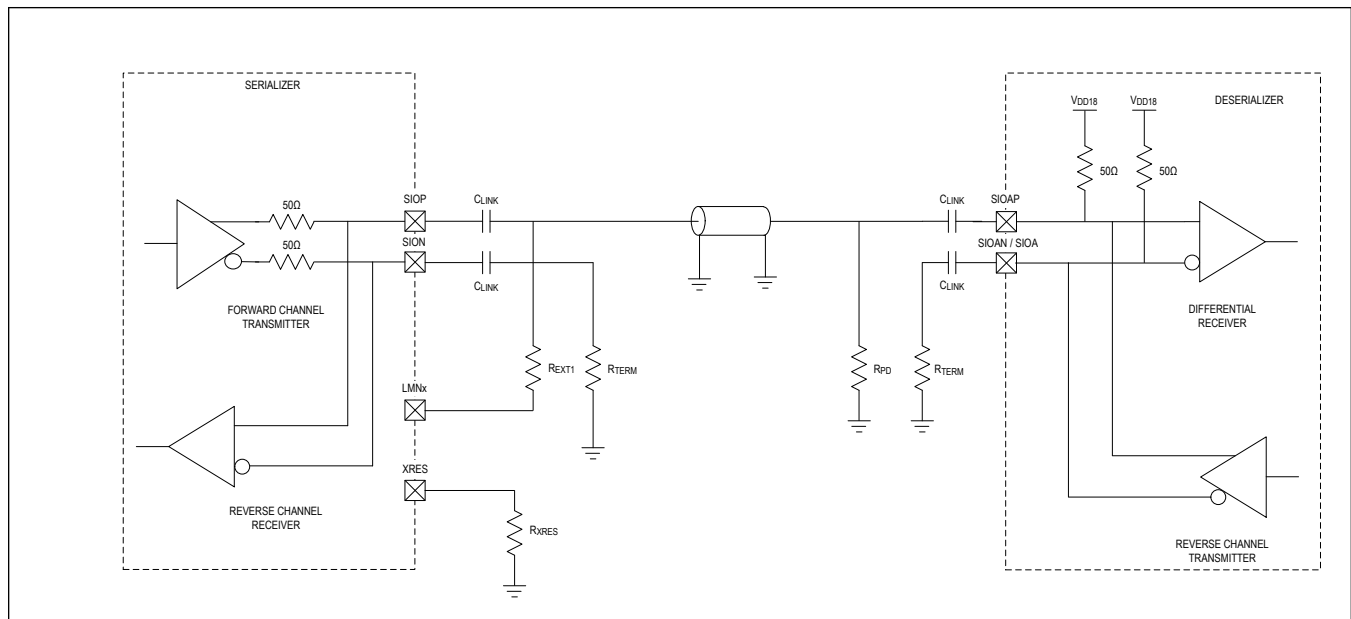 SERIALIZER
50Ω
50Ω
FORWARD CHANNEL
TRANSMITTER
REVERSE CHANNEL
RECEIVER
SIOP
SION
LMNx
XRES
CLINK
CLINK
REXT1
RTERM
RXRES
RPD
RTERM
CLINK
CLINK
SIOAP
SIOAN / SIOA
DESERIALIZER
VDD18
VDD18
50Ω
50Ω
DIFFERENTIAL
RECEIVER
REVERSE CHANNEL
TRANSMITTER